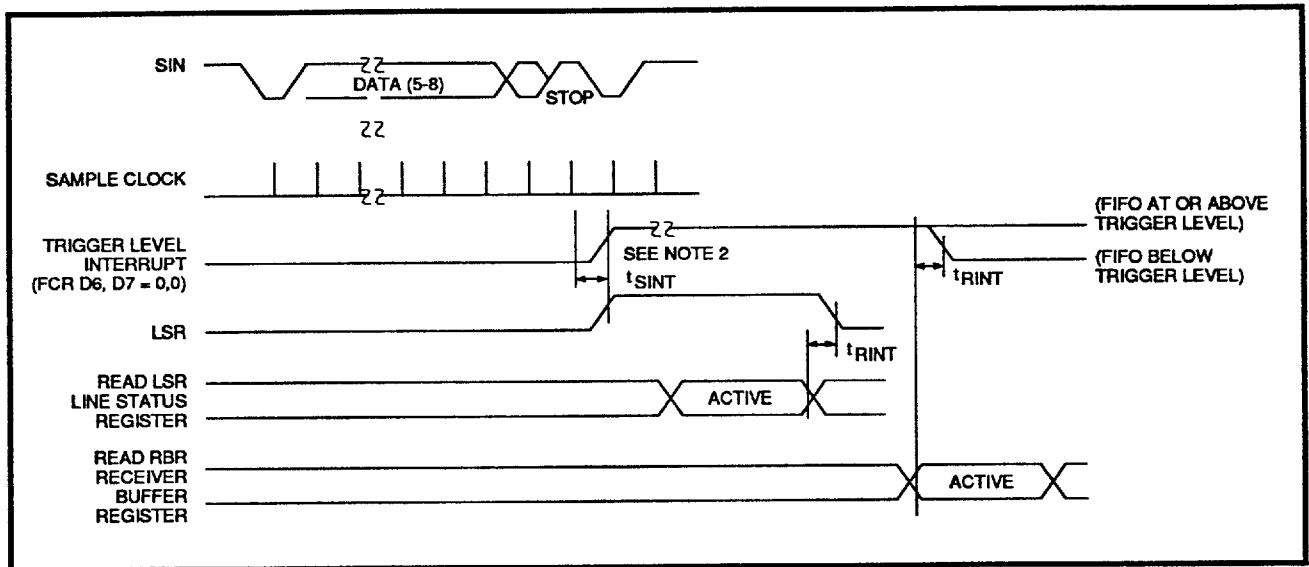 SIN
DATA (5-8)
STOP
SAMPLE CLOCK
TRIGGER LEVEL
INTERRUPT
(FCR D6, D7 = 0,0)
SEE NOTE 2
tSINT
(FIFO AT OR ABOVE
TRIGGER LEVEL)
(FIFO BELOW
TRIGGER LEVEL)
tRINT
LSR
tRINT
READ LSR
LINE STATUS
REGISTER
ACTIVE
READ RBR
RECEIVER
BUFFER
REGISTER
ACTIVE